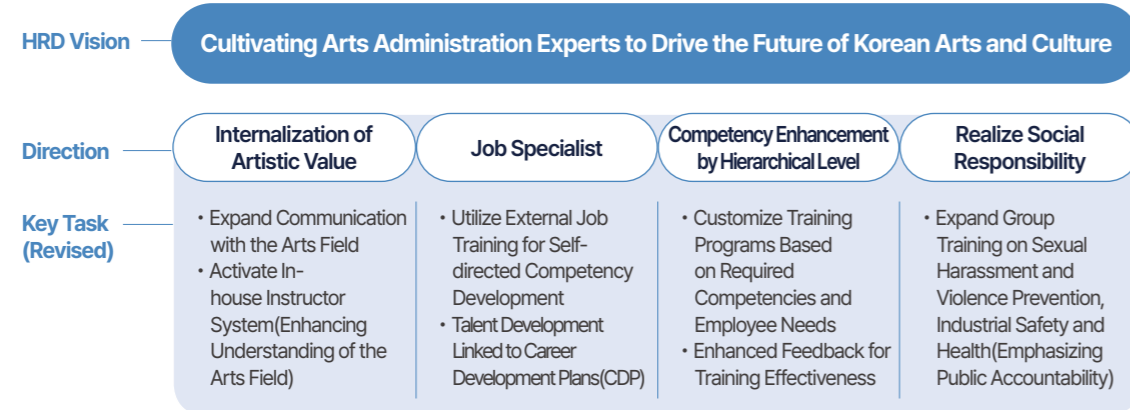 HRD Vision
Cultivating Arts Administration Experts to Drive the Future of Korean Arts and Culture
Direction
Internalization of
Artistic Value
Job Specialist
Competency Enhancement
by Hierarchical Level
Realize Social
Responsibility
Key Task
(Revised)
• Expand Communication
with the Arts Field
• Activate In-
house Instructor
System(Enhancing
Understanding of the
Arts Field)
• Utilize External Job
Training for Self-
directed Competency
Development
• Talent Development
Linked to Career
Development Plans(CDP)
• Customize Training
Programs Based
on Required
Competencies and
Employee Needs
• Enhanced Feedback for
Training Effectiveness
• Expand Group
Training on Sexual
Harassment and
Violence Prevention,
Industrial Safety and
Health(Emphasizing
Public Accountability)